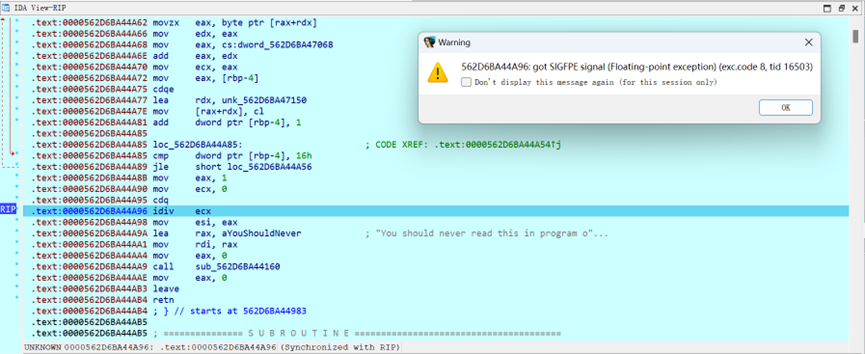 IDA View-RIP
.text:0000562D6BA44A62 movzx eax, byte ptr [rax+rdx]
.text:0000562D6BA44A66 mov edx, eax
.text:0000562D6BA44A68 mov eax, cs:dword_562D6BA47068
.text:0000562D6BA44A6E add eax, edx
.text:0000562D6BA44A70 mov ecx, eax
.text:0000562D6BA44A72 mov eax, [rbp-4]
.text:0000562D6BA44A75 cdqe
.text:0000562D6BA44A77 lea rdx, unk_562D6BA47150
.text:0000562D6BA44A7E mov [rax+rdx], cl
.text:0000562D6BA44A81 add dword ptr [rbp-4], 1
.text:0000562D6BA44A85
.text:0000562D6BA44A85 loc_562D6BA44A85: ; CODE XREF: .text:0000562D6BA44A54↑j
.text:0000562D6BA44A85 cmp dword ptr [rbp-4], 16h
.text:0000562D6BA44A89 jle short loc_562D6BA44A56
.text:0000562D6BA44A8B mov eax, 1
.text:0000562D6BA44A90 mov ecx, 0
.text:0000562D6BA44A95 cdq
RIP .text:0000562D6BA44A96 idiv ecx
.text:0000562D6BA44A98 mov esi, eax
.text:0000562D6BA44A9A lea rax, aYouShouldNever ; "You should never read this in program o"...
.text:0000562D6BA44AA1 mov rdi, rax
.text:0000562D6BA44AA4 mov eax, 0
.text:0000562D6BA44AA9 call sub_562D6BA44160
.text:0000562D6BA44AAE mov eax, 0
.text:0000562D6BA44AB3 leave
.text:0000562D6BA44AB4 retn
.text:0000562D6BA44AB4 ; } // starts at 562D6BA44983
.text:0000562D6BA44AB5
.text:0000562D6BA44AB5 ; =============== S U B R O U T I N E =======================================
UNKNOWN 0000562D6BA44A96: .text:0000562D6BA44A96 (Synchronized with RIP)
Warning
562D6BA44A96: got SIGFPE signal (Floating-point exception) (exc.code 8, tid 16503)
Don't display this message again (for this session only)
OK